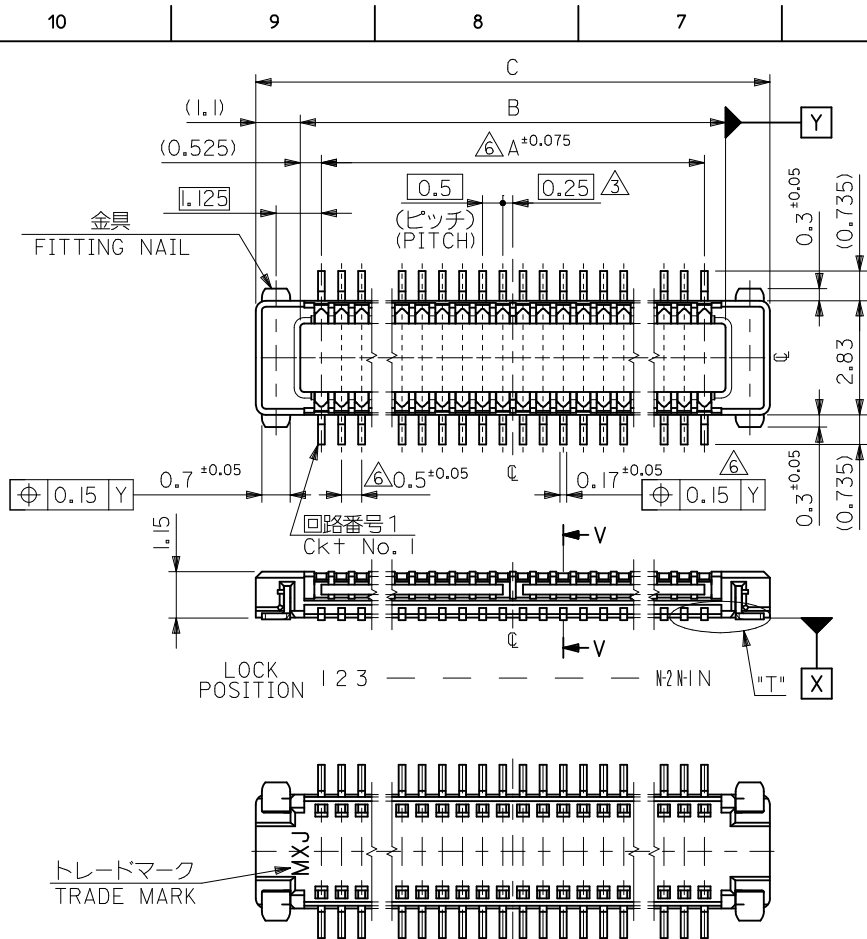 10 9 8 7
C
(1.1) B
Y
(0.525) 6 A ±0.075
1.125 0.5 0.25 3
(ピッチ)
(PITCH)
金具
FITTING NAIL
0.3 ±0.05
(0.735)
2.83
℄
0.3 ±0.05
(0.735)
0.7 ±0.05 6 0.5 ±0.05 ℄ 0.17 ±0.05 6
⌖ 0.15 Y
⌖ 0.15 Y
回路番号1
Ckt No. 1
1.15
V
V
℄
LOCK
POSITION 1 2 3 N-2 N-1 N
"T" X
MXJ
トレードマーク
TRADE MARK